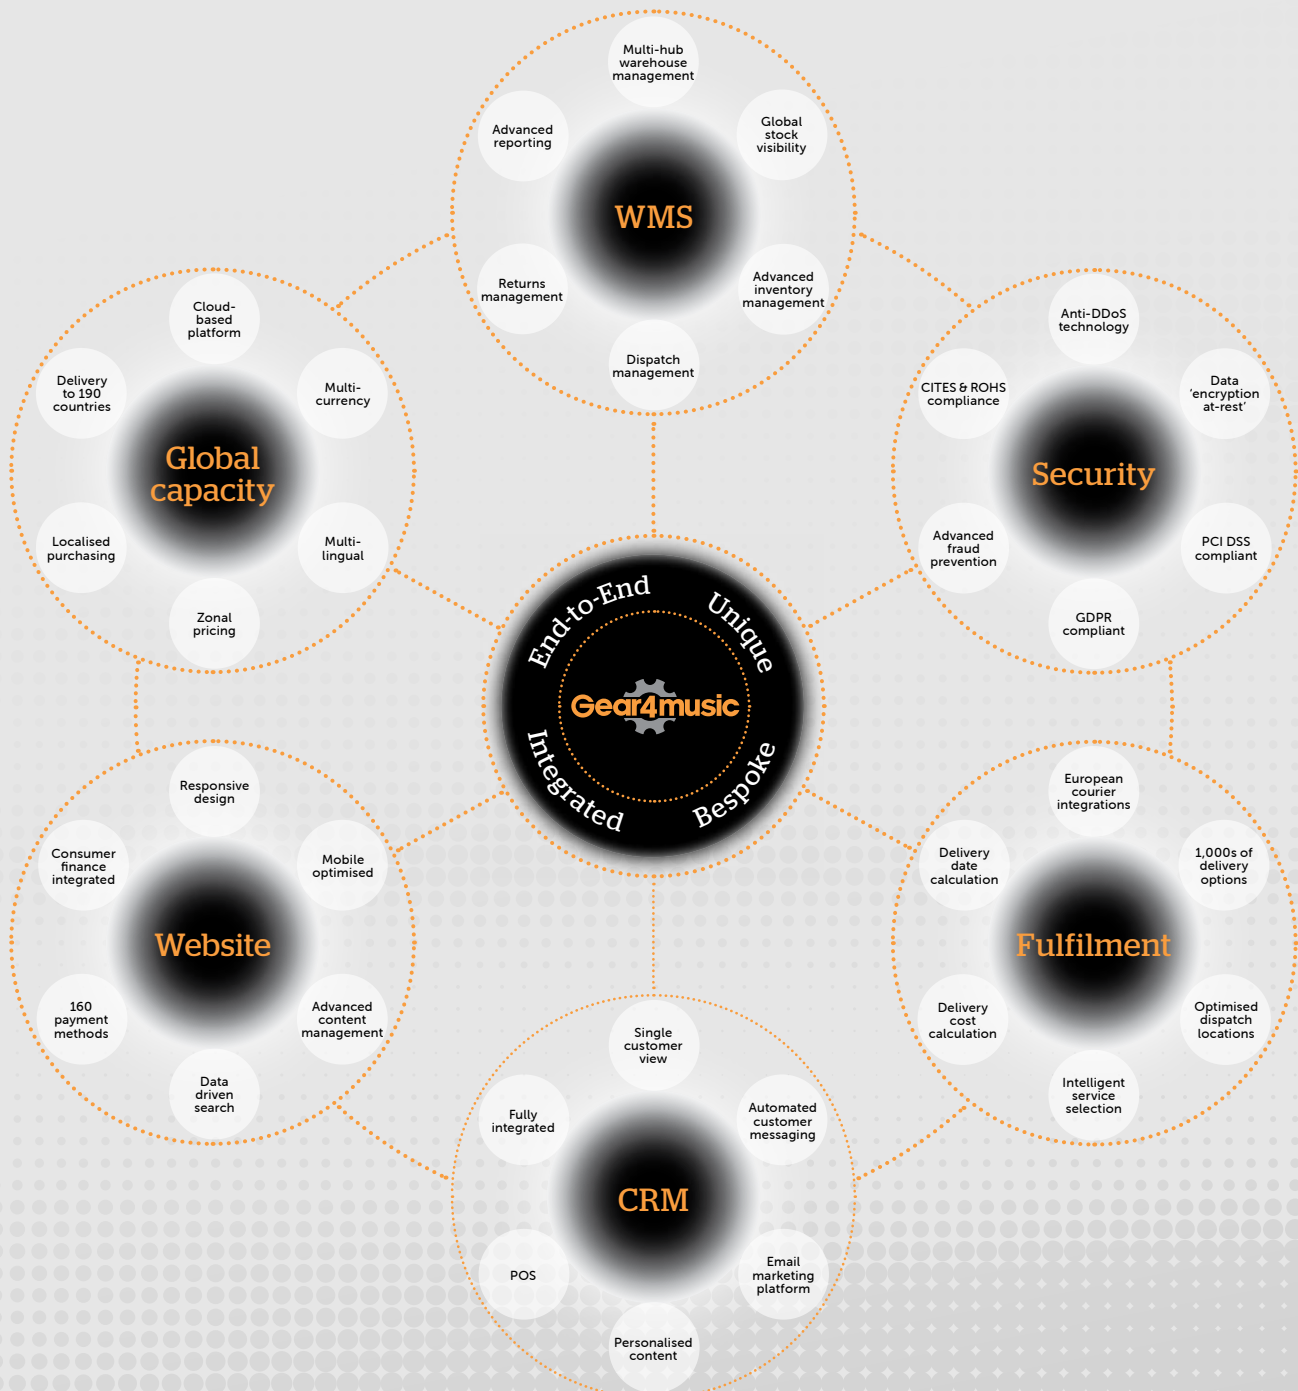 Multi-hub
warehouse
management
Global
stock
visibility
Advanced
inventory
management
Dispatch
management
Returns
management
Advanced
reporting
WMS
Cloud-
based
platform
Multi-
currency
Multi-
lingual
Zonal
pricing
Localised
purchasing
Delivery
to 190
countries
Global
capacity
Anti-DDoS
technology
Data
‘encryption
at-rest’
PCI DSS
compliant
GDPR
compliant
Advanced
fraud
prevention
CITES & ROHS
compliance
Security
End-to-End
Unique
Gear4music
Integrated
Bespoke
Responsive
design
Mobile
optimised
Advanced
content
management
Data
driven
search
160
payment
methods
Consumer
finance
integrated
Website
European
courier
integrations
1,000s of
delivery
options
Optimised
dispatch
locations
Intelligent
service
selection
Delivery
cost
calculation
Delivery
date
calculation
Fulfilment
Single
customer
view
Automated
customer
messaging
Email
marketing
platform
Personalised
content
POS
Fully
integrated
CRM